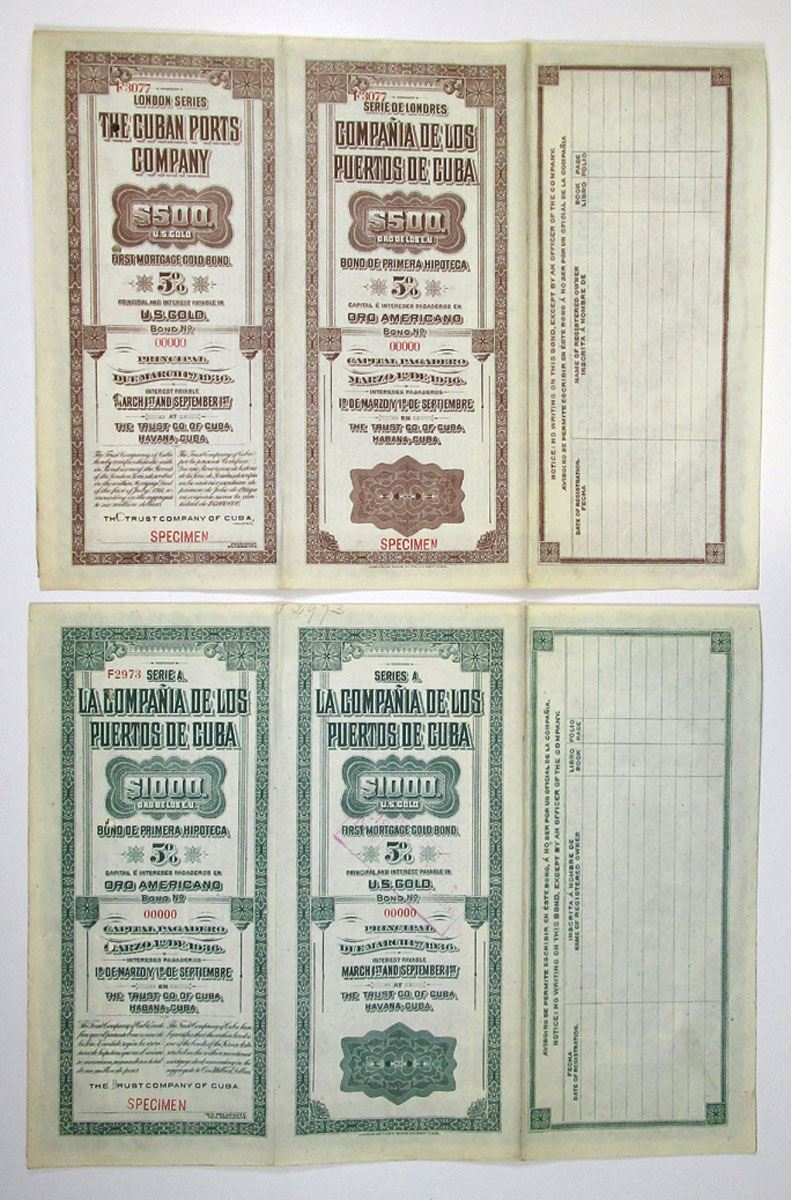 F3077
LONDON SERIES
THE CUBAN PORTS
COMPANY
$500.
U.S. GOLD
FIRST MORTGAGE GOLD BOND.
5%
PRINCIPAL AND INTEREST PAYABLE IN
U.S. GOLD.
BOND Nº
00000
PRINCIPAL
DUE MARCH 1ST, 1936.
INTEREST PAYABLE
MARCH 1ST AND SEPTEMBER 1ST
AT
THE TRUST CO. OF CUBA,
HAVANA, CUBA.
THE TRUST COMPANY OF CUBA,
SPECIMEN
F3077
SERIE DE LONDRES
COMPAÑIA DE LOS
PUERTOS DE CUBA
$500.
ORO DE LOS E.U.
BONO DE PRIMERA HIPOTECA,
5%
CAPITAL É INTERESES PAGADEROS EN
ORO AMERICANO
BONO Nº
00000
CAPITAL PAGADERO
MARZO 1º DE 1936.
INTERESES PAGADEROS
1º DE MARZO Y 1º DE SEPTIEMBRE
EN
THE TRUST CO. OF CUBA,
HABANA, CUBA.
SPECIMEN
NOTICE: NO WRITING ON THIS BOND, EXCEPT BY AN OFFICER OF THE COMPANY.
AVISO: NO SE PERMITE ESCRIBIR EN ÉSTE BONO Á NO SER POR UN OFICIAL DE LA COMPAÑIA
DATE OF REGISTRATION.
FECHA
NAME OF REGISTERED OWNER
INSCRITA Á NOMBRE DE
BOOK PAGE
LIBRO FOLIO
F 2973
F2973 SERIE A.
LA COMPAÑIA DE LOS
PUERTOS DE CUBA
$1000.
ORO DE LOS E.U.
BONO DE PRIMERA HIPOTECA,
5%
CAPITAL É INTERESES PAGADEROS EN
ORO AMERICANO
BONO Nº
00000
CAPITAL PAGADERO
MARZO 1º DE 1936.
INTERESES PAGADEROS
1º DE MARZO Y 1º DE SEPTIEMBRE
EN
THE TRUST CO. OF CUBA,
HABANA, CUBA.
THE TRUST COMPANY OF CUBA.
SPECIMEN
SERIES A.
LA COMPAÑIA DE LOS
PUERTOS DE CUBA
$1000.
U.S. GOLD
FIRST MORTGAGE GOLD BOND.
5%
PRINCIPAL AND INTEREST PAYABLE IN
U.S. GOLD.
BOND Nº
00000
PRINCIPAL
DUE MARCH 1ST, 1936.
INTEREST PAYABLE
MARCH 1ST AND SEPTEMBER 1ST
AT
THE TRUST CO. OF CUBA,
HAVANA, CUBA.
AVISO: NO SE PERMITE ESCRIBIR EN ÉSTE BONO, Á NO SER POR UN OFICIAL DE LA COMPAÑIA.
NOTICE: NO WRITING ON THIS BOND, EXCEPT BY AN OFFICER OF THE COMPANY.
FECHA
DATE OF REGISTRATION.
INSCRITA Á NOMBRE DE
NAME OF REGISTERED OWNER
LIBRO FOLIO
BOOK PAGE